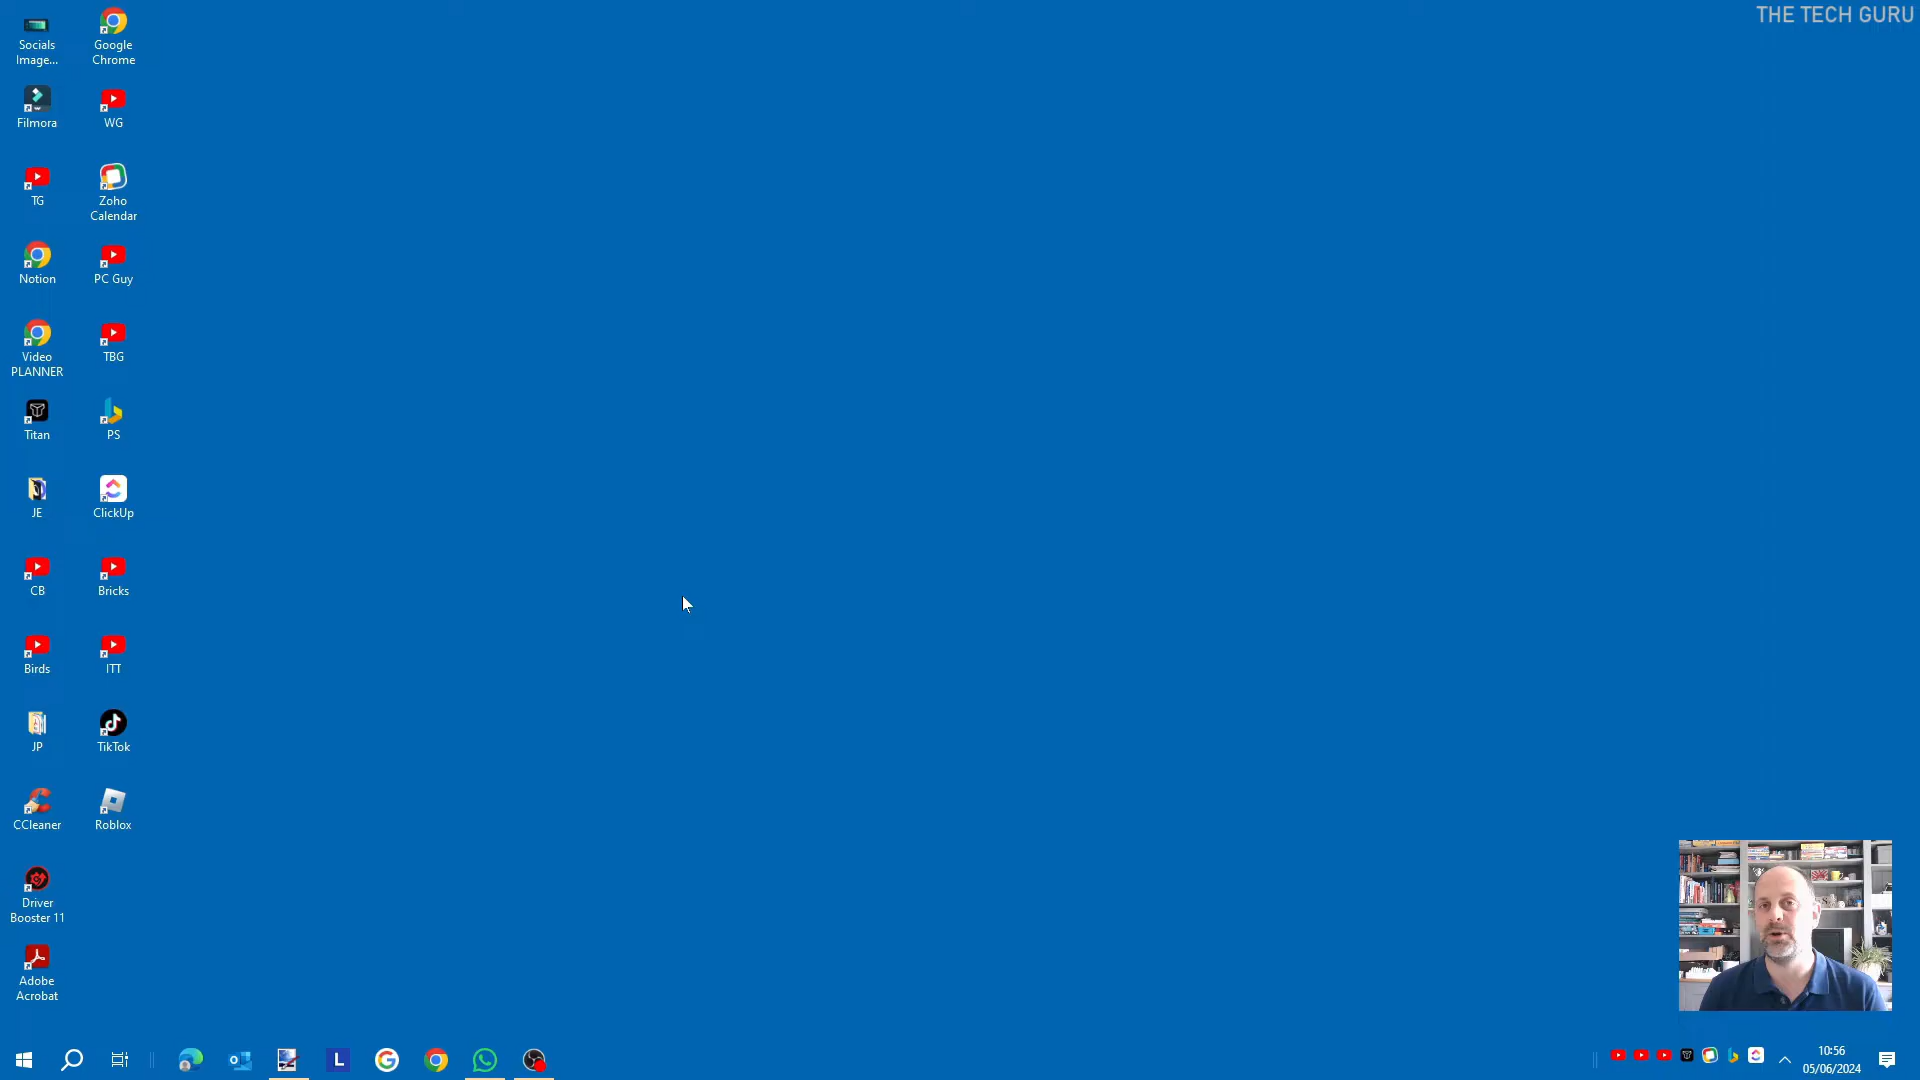 THE TECH GURU
Socials
Image...
Google
Chrome
Filmora
WG
TG
Zoho
Calendar
Notion
PC Guy
Video
PLANNER
TBG
Titan
PS
JE
ClickUp
CB
Bricks
Birds
ITT
JP
TikTok
CCleaner
Roblox
Driver
Booster 11
Adobe
Acrobat
L
10:56
05/06/2024